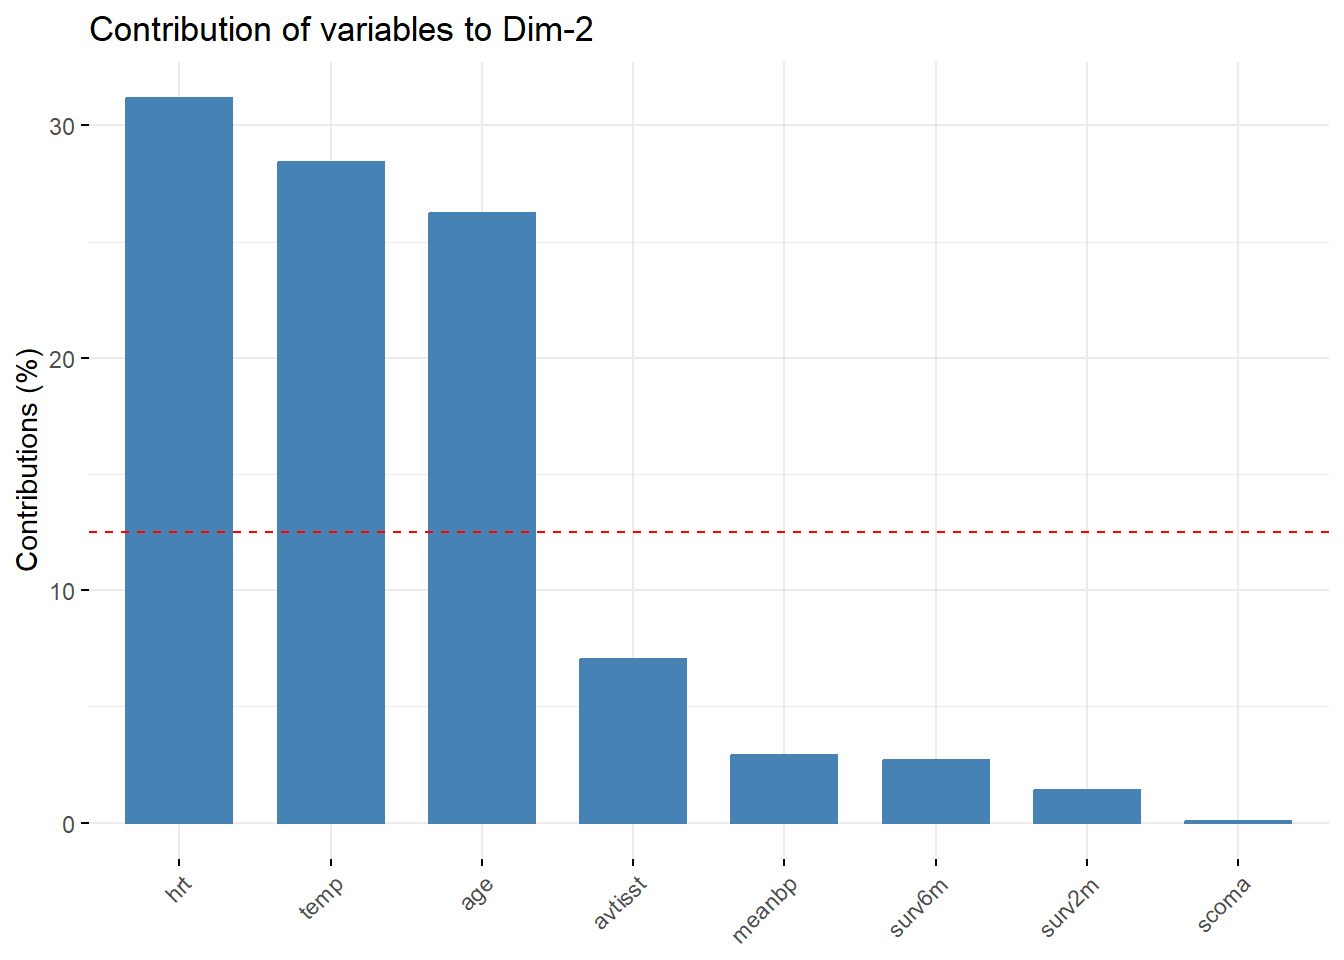 Contribution of variables to Dim-2
Contributions (%)
30
20
10
0
hrt
temp
age
avtisst
meanbp
surv6m
surv2m
scoma